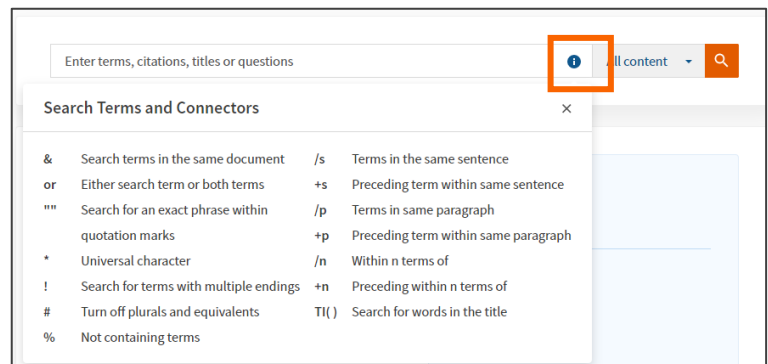 Enter terms, citations, titles or questions
All content
Search Terms and Connectors ×
& Search terms in the same document
or Either search term or both terms
"" Search for an exact phrase within
quotation marks
* Universal character
! Search for terms with multiple endings
# Turn off plurals and equivalents
% Not containing terms
/s Terms in the same sentence
+s Preceding term within same sentence
/p Terms in same paragraph
+p Preceding term within same paragraph
/n Within n terms of
+n Preceding within n terms of
TI( ) Search for words in the title